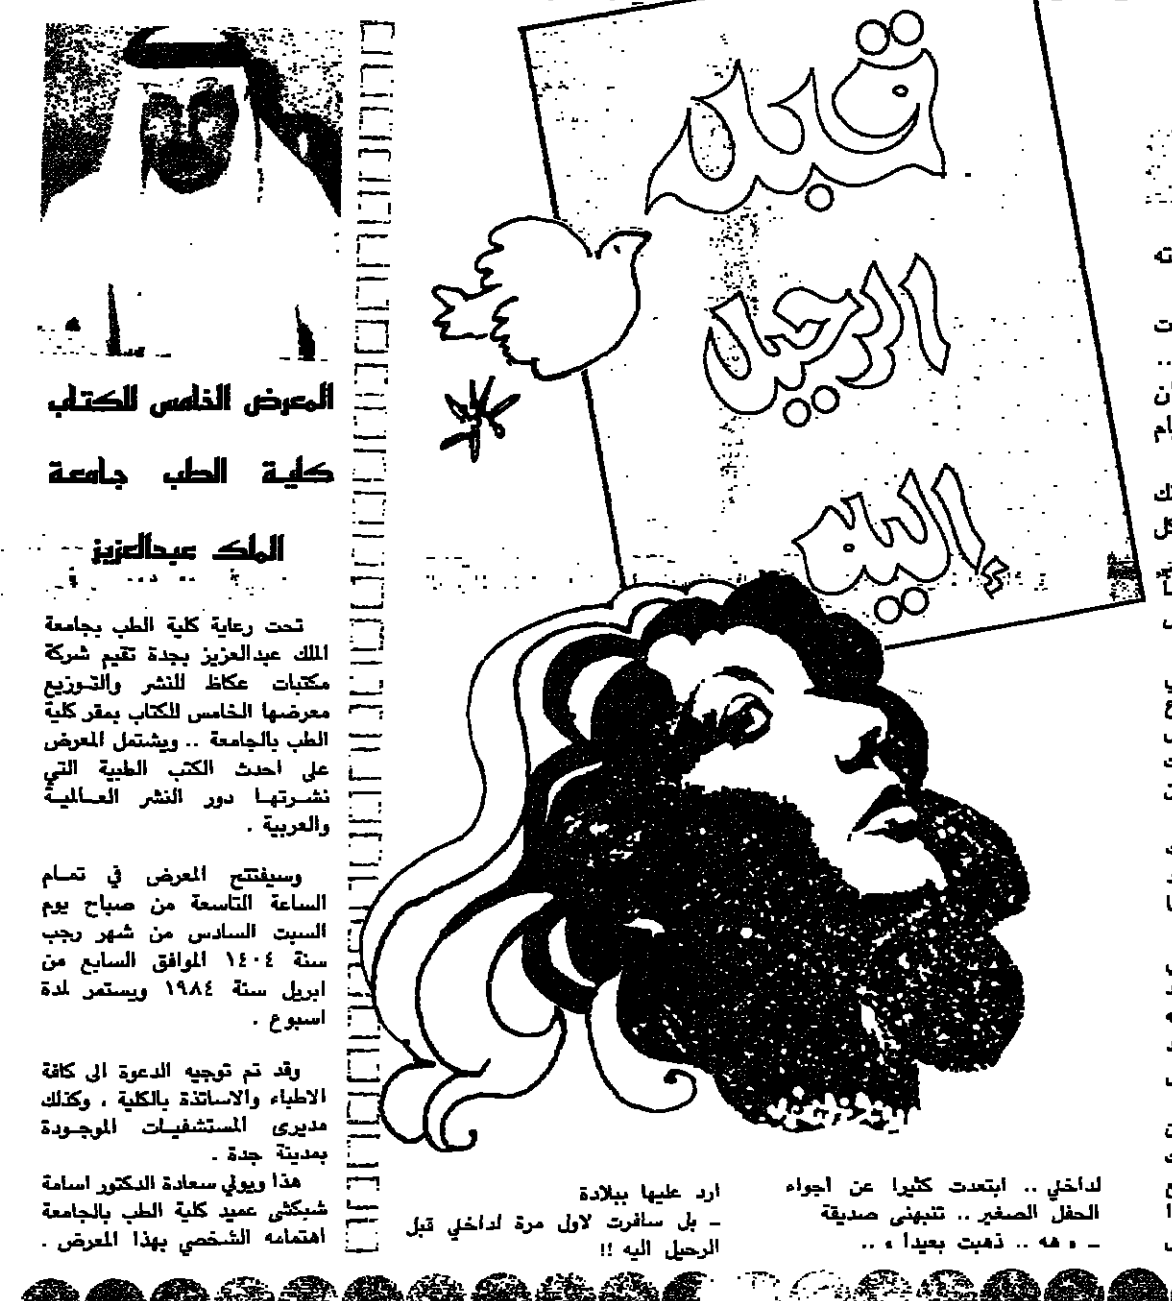 قبله
الرحيل
إلينه
لداخلي .. ابتعدت كثيرا عن اجواء
الحفل الصغير .. تنبهني صديقة
ـ « هه .. ذهبت بعيدا » ..
ارد عليها ببلادة
ـ بل سافرت لاول مرة لداخلي قبل
الرحيل اليه !!
المعرض الخامس للكتاب
كلية الطب جامعة
الملك عبدالعزيز
تحت رعاية كلية الطب بجامعة
الملك عبدالعزيز بجدة تقيم شركة
مكتبات عكاظ للنشر والتوزيع
معرضها الخامس للكتاب بمقر كلية
الطب بالجامعة .. ويشتمل المعرض
على احدث الكتب الطبية التي
نشرتها دور النشر العالمية
والعربية .
وسيفتتح المعرض في تمام
الساعة التاسعة من صباح يوم
السبت السادس من شهر رجب
سنة ١٤٠٤ الموافق السابع من
ابريل سنة ١٩٨٤ ويستمر لمدة
اسبوع .
وقد تم توجيه الدعوة الى كافة
الاطباء والاساتذة بالكلية ، وكذلك
مديرى المستشفيات الموجودة
بمدينة جدة .
هذا ويولي سعادة الدكتور اسامة
شبكشى عميد كلية الطب بالجامعة
اهتمامه الشخصي بهذا المعرض .